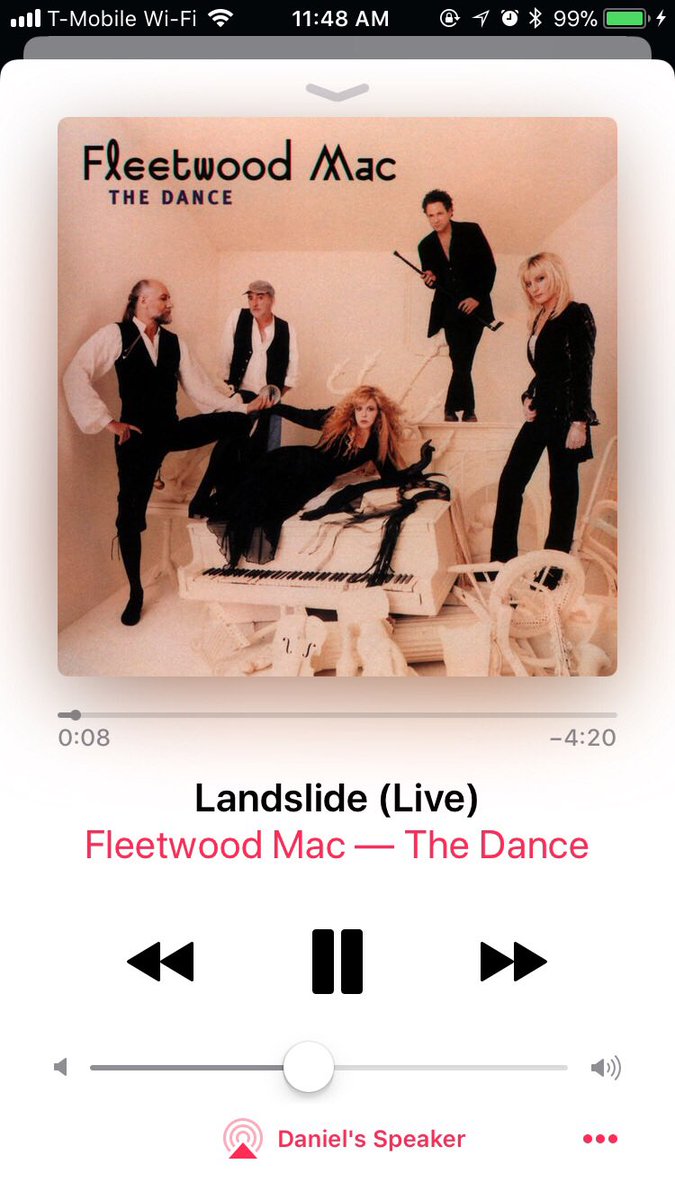 T-Mobile Wi-Fi 11:48 AM 99%
Fleetwood Mac
THE DANCE
0:08 −4:20
Landslide (Live)
Fleetwood Mac — The Dance
Daniel's Speaker